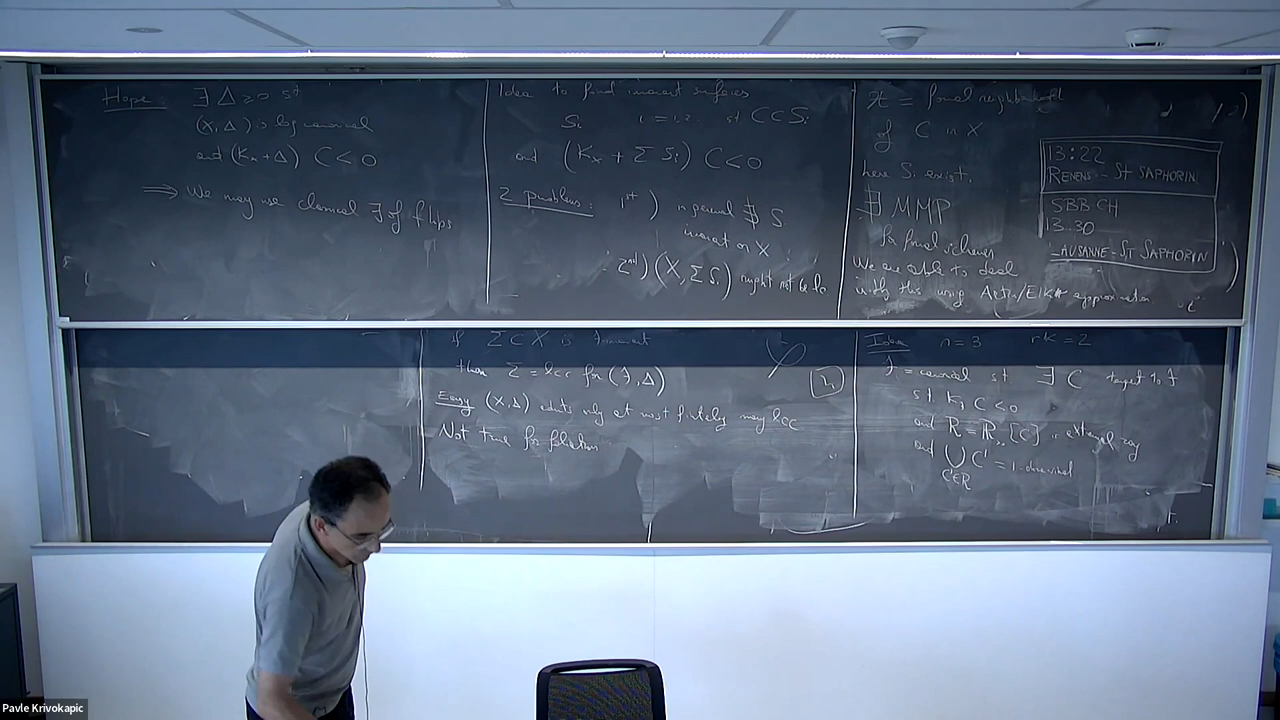 Hope ∃ Δ ≥ 0 st
(X, Δ) is log canonical
and (K_X + Δ) C < 0
⟹ We may use classical ∃ of flips
Idea to find invariant surfaces
S_i i = 1, 2 st C ⊂ S_i
and (K_X + Σ S_i) C < 0
2 problems: 1st) in general ∄ S
invariant on X
2nd) (X, Σ S_i) might not be lc
= formal neighbourhood
of C in X
here S_i exist.
∄ MMP
for formal schemes
We are able to deal
with this using Artin/Elkik approximation
13:22
RENENS - ST SAPHORIN
SBB.CH
13.30
LAUSANNE - ST SAPHORIN
if Σ ⊂ X is invariant
then Σ = lcc for (F, Δ)
Easy (X, Δ) admits only at most finitely many lcc
Not true for foliation
Idea n = 3 rk = 2
F = canonical st ∃ C tangent to F
st K_F C < 0
and R = R_{≥0} [C] is extremal ray
and ⋃ C' = 1-dimensional
C' ∈ R
Pavle Krivokapic